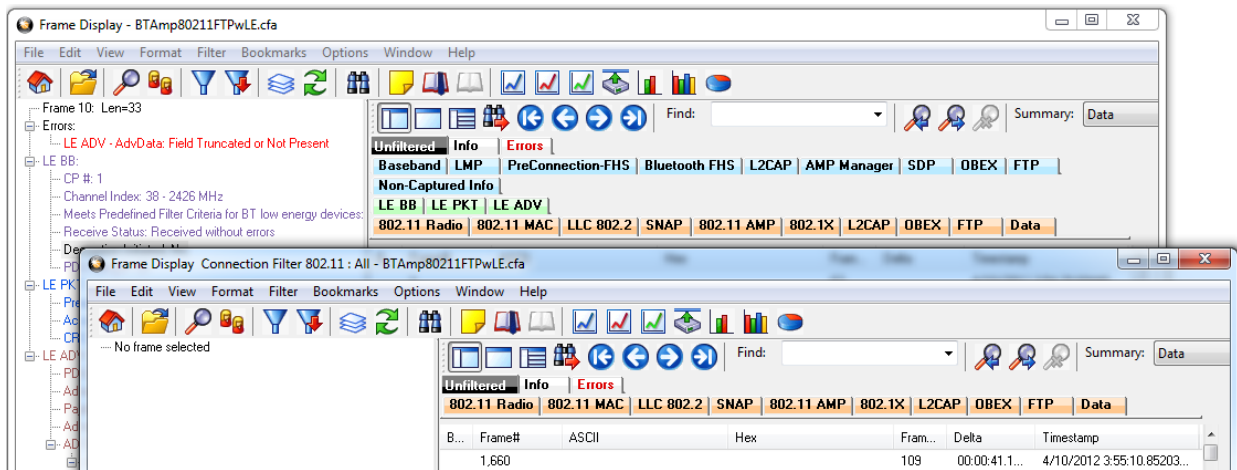 Frame Display - BTAmp80211FTPwLE.cfa
File Edit View Format Filter Bookmarks Options Window Help
Frame 10: Len=33
Errors:
LE ADV - AdvData: Field Truncated or Not Present
LE BB:
CP #: 1
Channel Index: 38 - 2426 MHz
Meets Predefined Filter Criteria for BT low energy devices:
Receive Status: Received without errors
PD
LE PKT
Pre
CR
LE ADV
PD
Ad
Pa
Ad
AD
Find:
Summary: Data
Unfiltered Info Errors
Baseband LMP PreConnection-FHS Bluetooth FHS L2CAP AMP Manager SDP OBEX FTP
Non-Captured Info
LE BB LE PKT LE ADV
802.11 Radio 802.11 MAC LLC 802.2 SNAP 802.11 AMP 802.1X L2CAP OBEX FTP Data
Frame Display Connection Filter 802.11 : All - BTAmp80211FTPwLE.cfa
File Edit View Format Filter Bookmarks Options Window Help
No frame selected
Find:
Summary: Data
Unfiltered Info Errors
802.11 Radio 802.11 MAC LLC 802.2 SNAP 802.11 AMP 802.1X L2CAP OBEX FTP Data
B... Frame# ASCII Hex Fram... Delta Timestamp
1,660 109 00:00:41.1... 4/10/2012 3:55:10.85203...